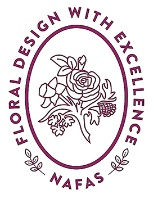 FLORAL DESIGN WITH EXCELLENCE
NAFAS